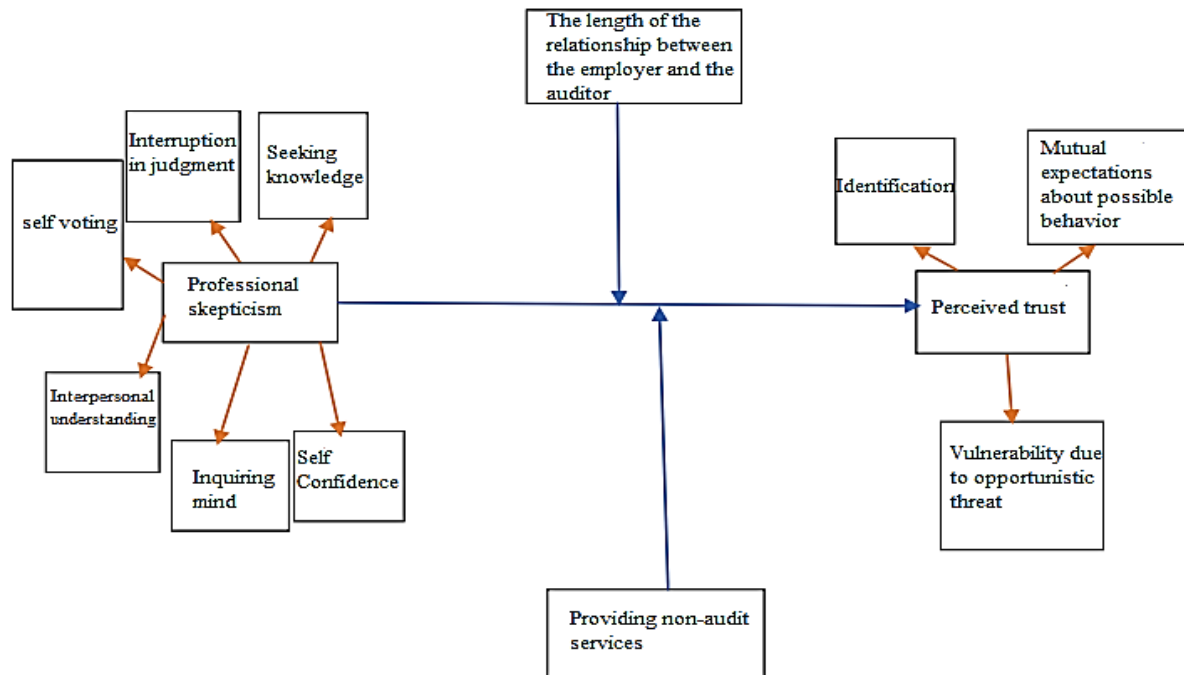 The length of the
relationship between
the employer and the
auditor
Interruption
in judgment
Seeking
knowledge
self voting
Professional
skepticism
Interpersonal
understanding
Inquiring
mind
Self
Confidence
Identification
Mutual
expectations
about possible
behavior
Perceived trust
Vulnerability due
to opportunistic
threat
Providing non-audit
services